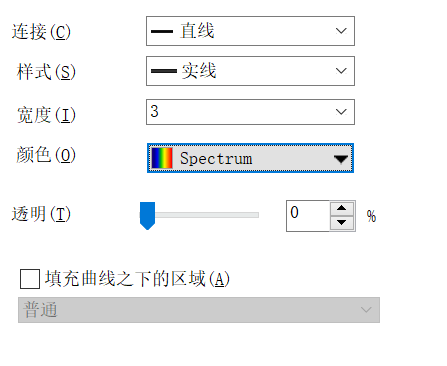 连接(C) 直线
样式(S) 实线
宽度(I) 3
颜色(O) Spectrum
透明(T) 0 %
填充曲线之下的区域(A)
普通